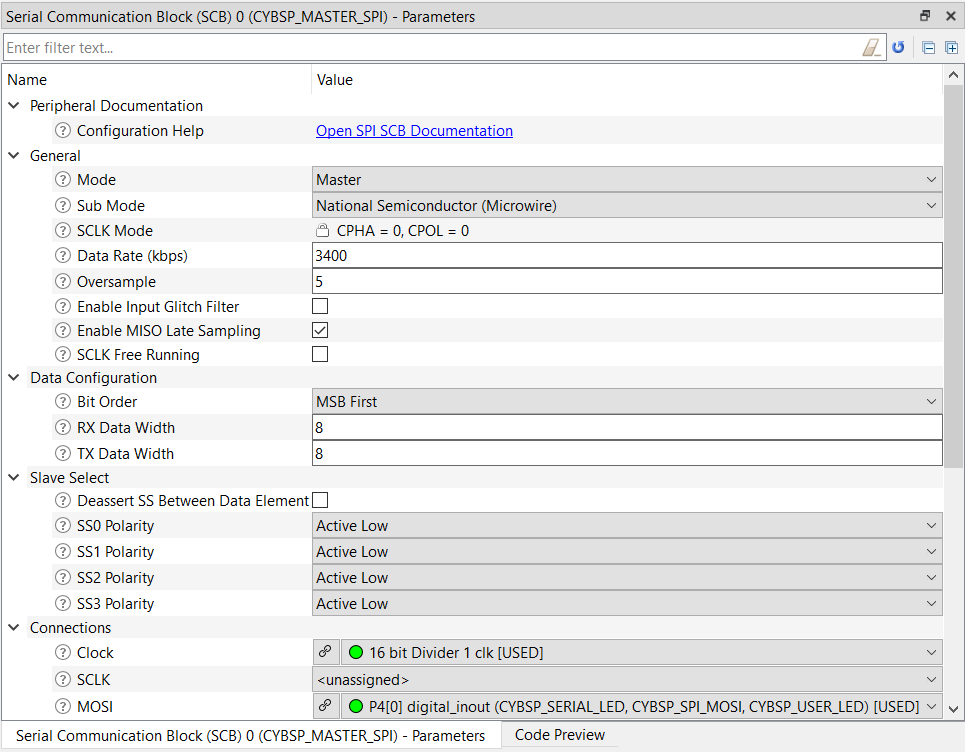 Serial Communication Block (SCB) 0 (CYBSP_MASTER_SPI) - Parameters
Enter filter text...
Name Value
Peripheral Documentation
Configuration Help Open SPI SCB Documentation
General
Mode Master
Sub Mode National Semiconductor (Microwire)
SCLK Mode CPHA = 0, CPOL = 0
Data Rate (kbps) 3400
Oversample 5
Enable Input Glitch Filter
Enable MISO Late Sampling
SCLK Free Running
Data Configuration
Bit Order MSB First
RX Data Width 8
TX Data Width 8
Slave Select
Deassert SS Between Data Element
SS0 Polarity Active Low
SS1 Polarity Active Low
SS2 Polarity Active Low
SS3 Polarity Active Low
Connections
Clock 16 bit Divider 1 clk [USED]
SCLK <unassigned>
MOSI P4[0] digital_inout (CYBSP_SERIAL_LED, CYBSP_SPI_MOSI, CYBSP_USER_LED) [USED]
Serial Communication Block (SCB) 0 (CYBSP_MASTER_SPI) - Parameters Code Preview